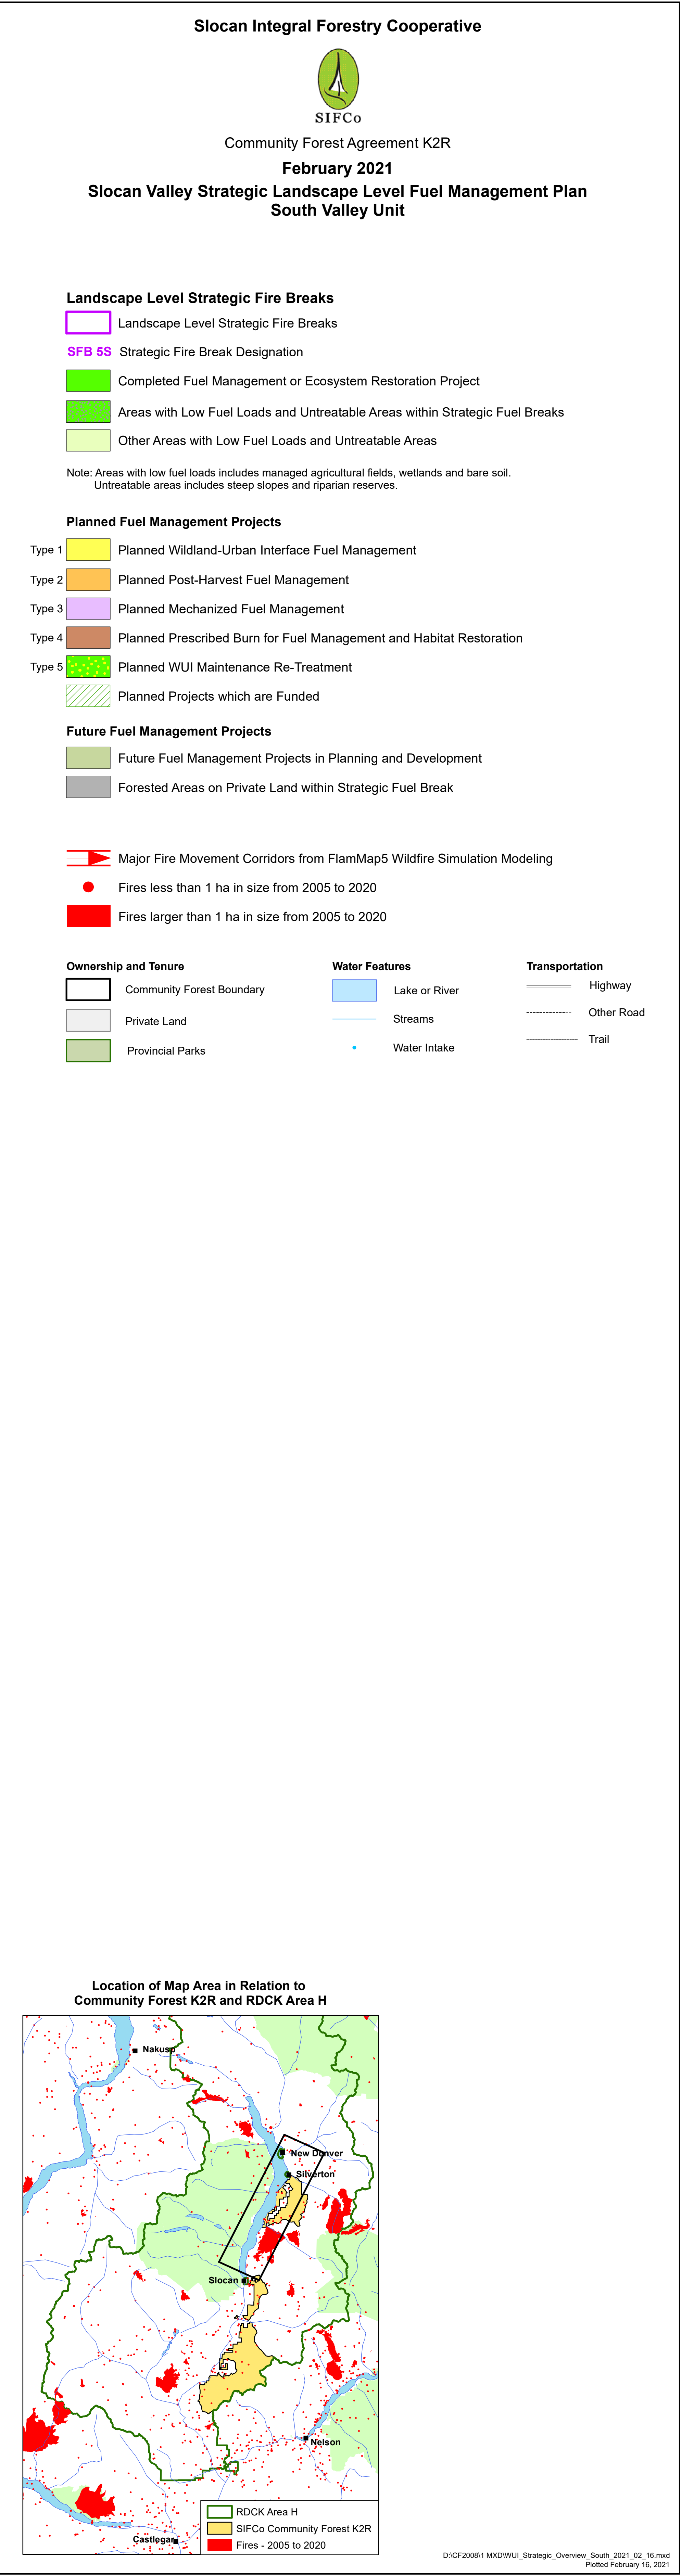 Slocan Integral Forestry Cooperative
SIFCo
Community Forest Agreement K2R
February 2021
Slocan Valley Strategic Landscape Level Fuel Management Plan
South Valley Unit
Landscape Level Strategic Fire Breaks
Landscape Level Strategic Fire Breaks
SFB 5S Strategic Fire Break Designation
Completed Fuel Management or Ecosystem Restoration Project
Areas with Low Fuel Loads and Untreatable Areas within Strategic Fuel Breaks
Other Areas with Low Fuel Loads and Untreatable Areas
Note: Areas with low fuel loads includes managed agricultural fields, wetlands and bare soil.
Untreatable areas includes steep slopes and riparian reserves.
Planned Fuel Management Projects
Type 1 Planned Wildland-Urban Interface Fuel Management
Type 2 Planned Post-Harvest Fuel Management
Type 3 Planned Mechanized Fuel Management
Type 4 Planned Prescribed Burn for Fuel Management and Habitat Restoration
Type 5 Planned WUI Maintenance Re-Treatment
Planned Projects which are Funded
Future Fuel Management Projects
Future Fuel Management Projects in Planning and Development
Forested Areas on Private Land within Strategic Fuel Break
Major Fire Movement Corridors from FlamMap5 Wildfire Simulation Modeling
Fires less than 1 ha in size from 2005 to 2020
Fires larger than 1 ha in size from 2005 to 2020
Ownership and Tenure
Community Forest Boundary
Private Land
Provincial Parks
Water Features
Lake or River
Streams
Water Intake
Transportation
Highway
Other Road
Trail
Location of Map Area in Relation to
Community Forest K2R and RDCK Area H
Nakusp
New Denver
Silverton
Slocan
Nelson
Castlegar
RDCK Area H
SIFCo Community Forest K2R
Fires - 2005 to 2020
D:\CF2008\1 MXD\WUI_Strategic_Overview_South_2021_02_16.mxd
Plotted February 16, 2021